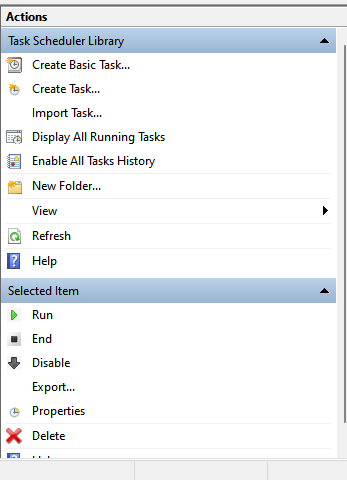 Actions
Task Scheduler Library
Create Basic Task...
Create Task...
Import Task...
Display All Running Tasks
Enable All Tasks History
New Folder...
View
Refresh
Help
Selected Item
Run
End
Disable
Export...
Properties
Delete